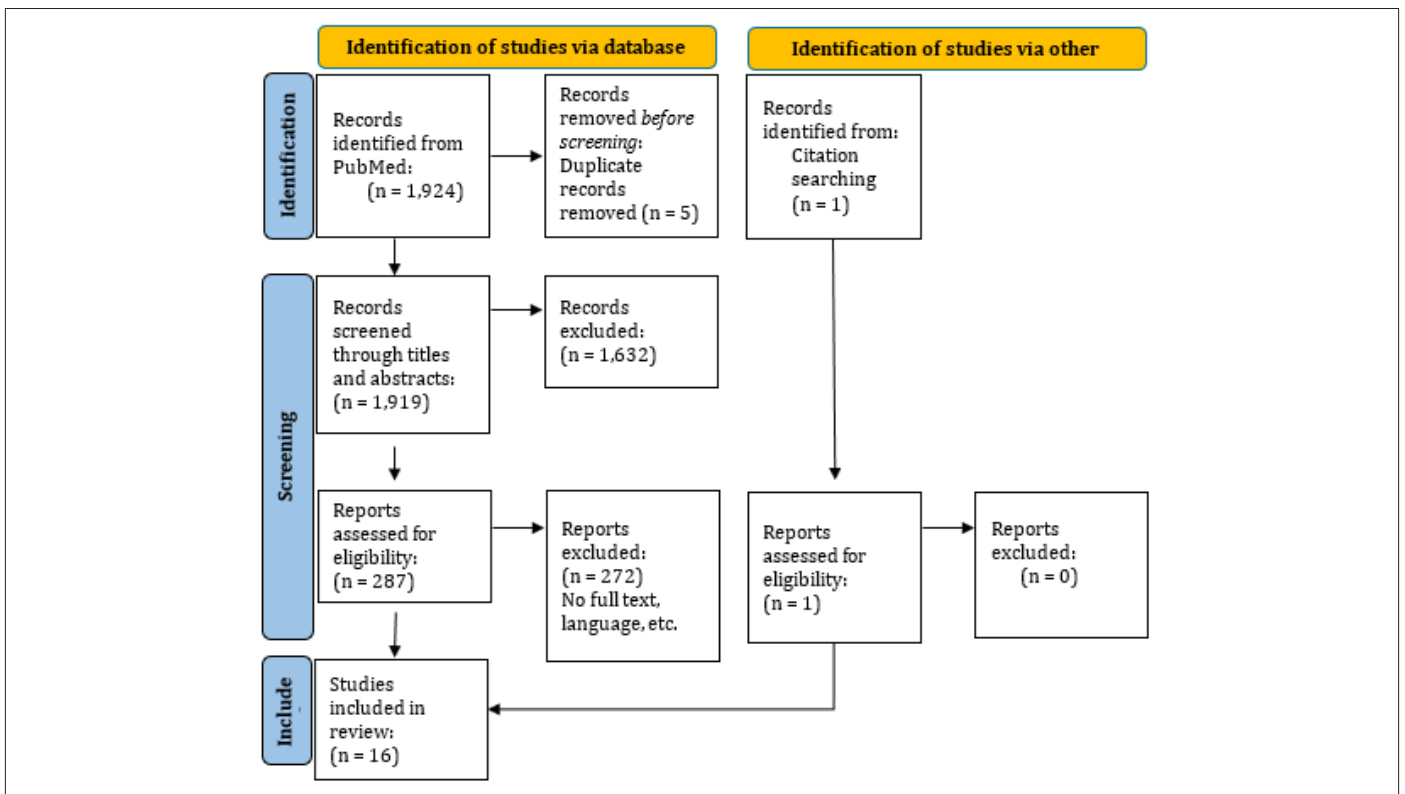 Identification of studies via database
Identification of studies via other
Identification
Records
identified from
PubMed:
(n = 1,924)
Records
removed before
screening:
Duplicate
records
removed (n = 5)
Records
identified from:
Citation
searching
(n = 1)
Screening
Records
screened
through titles
and abstracts:
(n = 1,919)
Records
excluded:
(n = 1,632)
Reports
assessed for
eligibility:
(n = 287)
Reports
excluded:
(n = 272)
No full text,
language, etc.
Reports
assessed for
eligibility:
(n = 1)
Reports
excluded:
(n = 0)
Include
Studies
included in
review:
(n = 16)